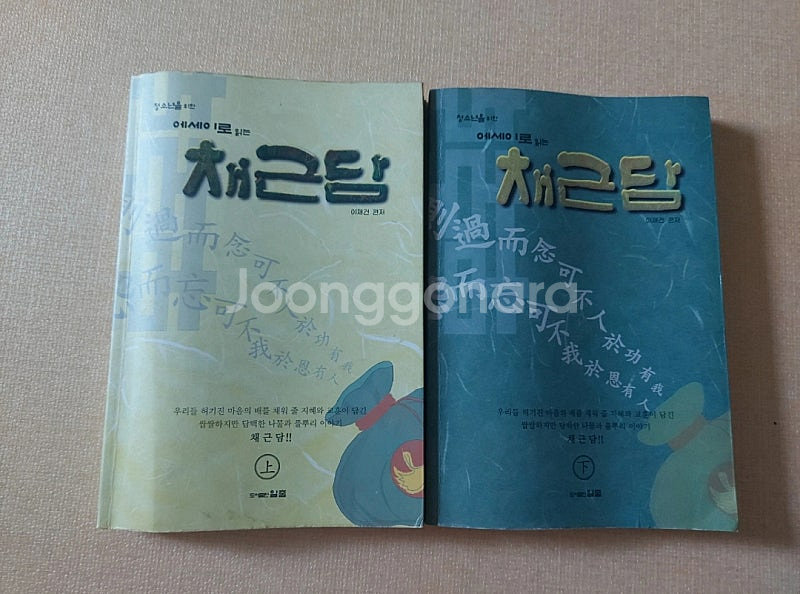 청소년을 위한
에세이로 읽는
채근담
이재건 편저
過而忘可不人於功有我
而忘可不我於恩有人
우리들 허기진 마음의 배를 채워 줄 지혜와 교훈이 담긴
쌉쌀하지만 담백한 나물과 풀뿌리 이야기
채근담!!
上
청소년을 위한
에세이로 읽는
채근담
이재건 편저
則過而怨可不人於功有我
而忘可不我於恩有人
우리들 허기진 마음의 배를 채워 줄 지혜와 교훈이 담긴
쌉쌀하지만 담백한 나물과 풀뿌리 이야기
채근담!!
下
Joonggonara